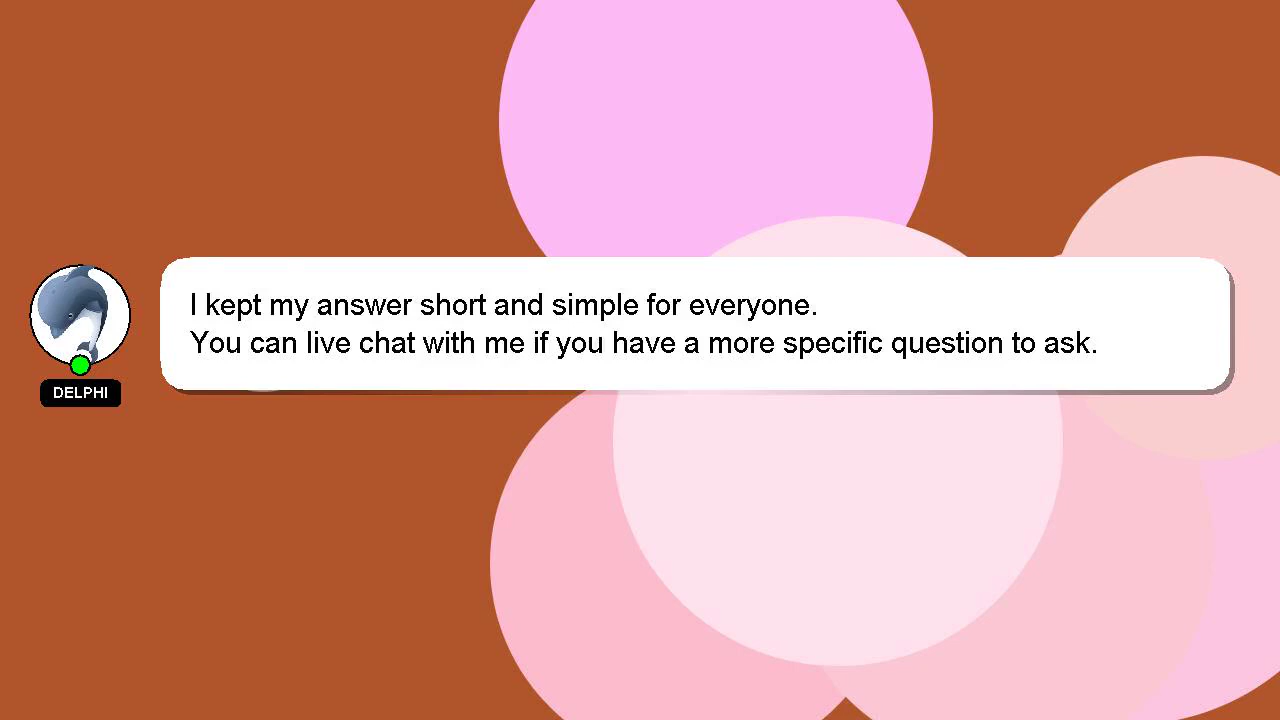 I kept my answer short and simple for everyone.
You can live chat with me if you have a more specific question to ask.
DELPHI